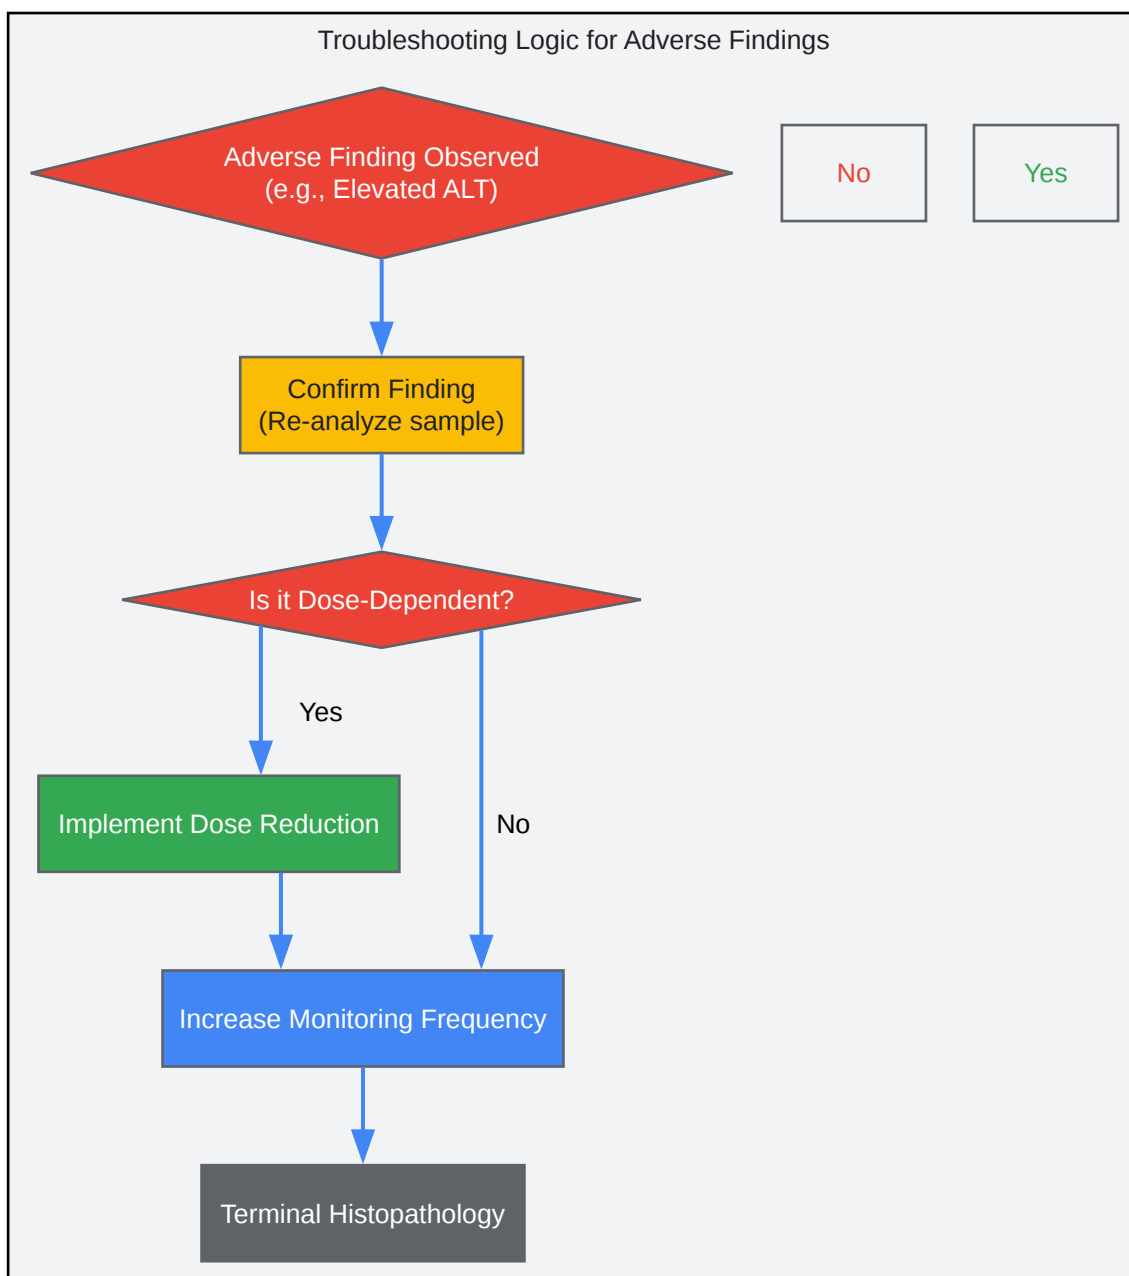 Troubleshooting Logic for Adverse Findings
Adverse Finding Observed
(e.g., Elevated ALT)
No
Yes
Confirm Finding
(Re-analyze sample)
Is it Dose-Dependent?
Yes
Implement Dose Reduction
No
Increase Monitoring Frequency
Terminal Histopathology